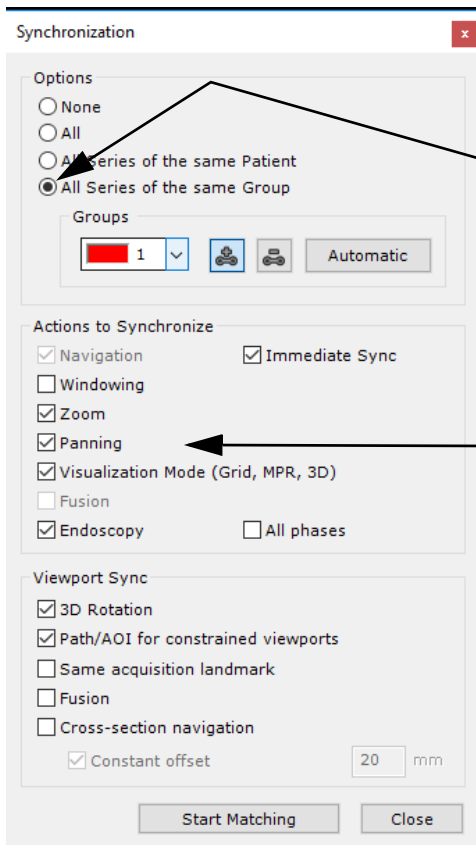 Synchronization
x
Options
None
All
All Series of the same Patient
All Series of the same Group
Groups
1
Automatic
Actions to Synchronize
Navigation
Immediate Sync
Windowing
Zoom
Panning
Visualization Mode (Grid, MPR, 3D)
Fusion
Endoscopy
All phases
Viewport Sync
3D Rotation
Path/AOI for constrained viewports
Same acquisition landmark
Fusion
Cross-section navigation
Constant offset
20 mm
Start Matching
Close